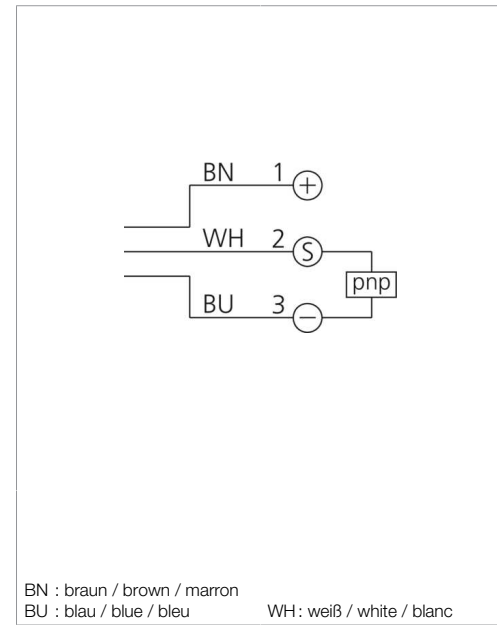 BN 1 +
WH 2 S
pnp
BU 3 −
BN : braun / brown / marron
BU : blau / blue / bleu WH : weiß / white / blanc